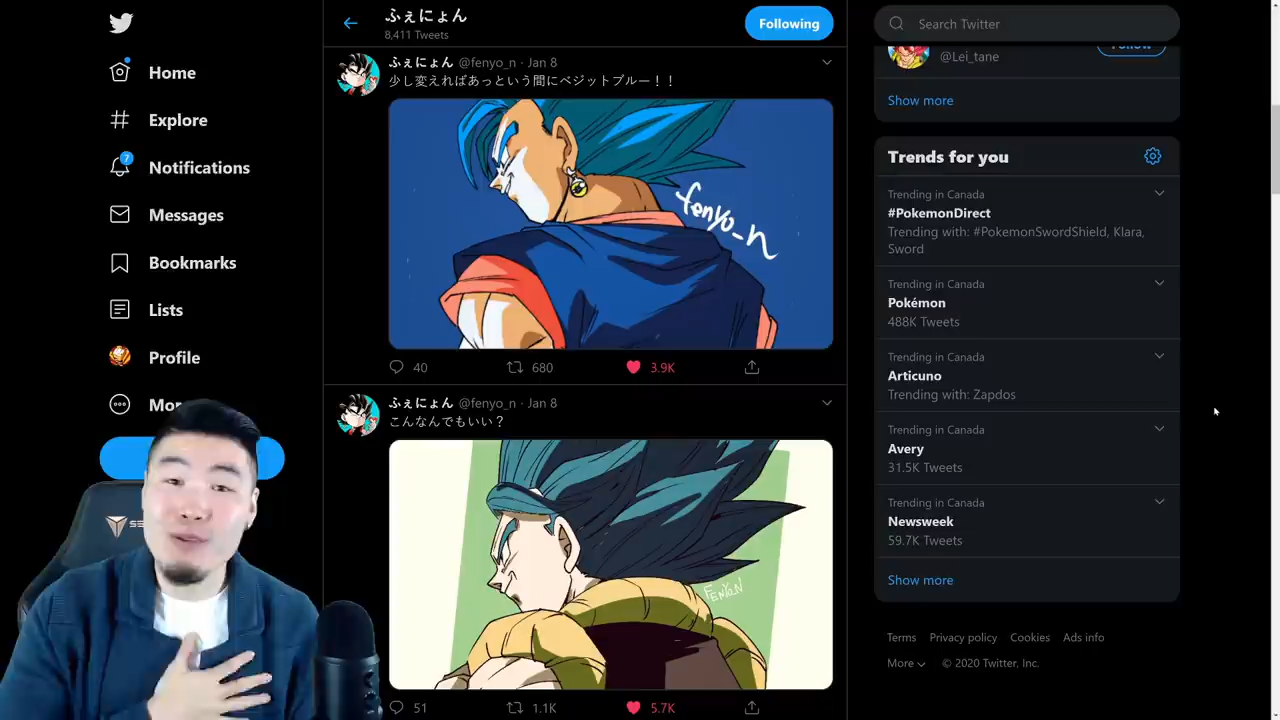 Home
Explore
7
Notifications
Messages
Bookmarks
Lists
Profile
Mor
SE
ふぇにょん
8,411 Tweets
Following
ふぇにょん @fenyo_n · Jan 8
少し変えればあっという間にベジットブルー！！
fenyo_n
40 680 3.9K
ふぇにょん @fenyo_n · Jan 8
こんなんでもいい？
FENYO_N
51 1.1K 5.7K
Search Twitter
@Lei_tane
Follow
Show more
Trends for you
Trending in Canada
#PokemonDirect
Trending with: #PokemonSwordShield, Klara,
Sword
Trending in Canada
Pokémon
488K Tweets
Trending in Canada
Articuno
Trending with: Zapdos
Trending in Canada
Avery
31.5K Tweets
Trending in Canada
Newsweek
59.7K Tweets
Show more
Terms Privacy policy Cookies Ads info
More © 2020 Twitter, Inc.